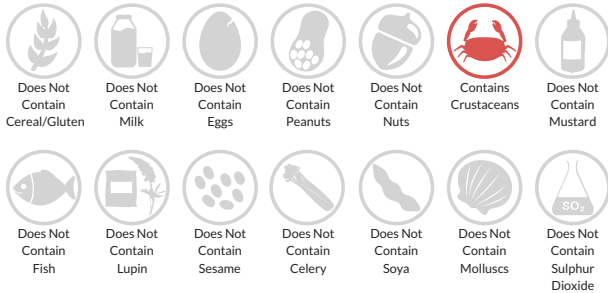 Does Not
Contain
Cereal/Gluten
Does Not
Contain
Milk
Does Not
Contain
Eggs
Does Not
Contain
Peanuts
Does Not
Contain
Nuts
Contains
Crustaceans
Does Not
Contain
Mustard
Does Not
Contain
Fish
Does Not
Contain
Lupin
Does Not
Contain
Sesame
Does Not
Contain
Celery
Does Not
Contain
Soya
Does Not
Contain
Molluscs
SO₂
Does Not
Contain
Sulphur
Dioxide